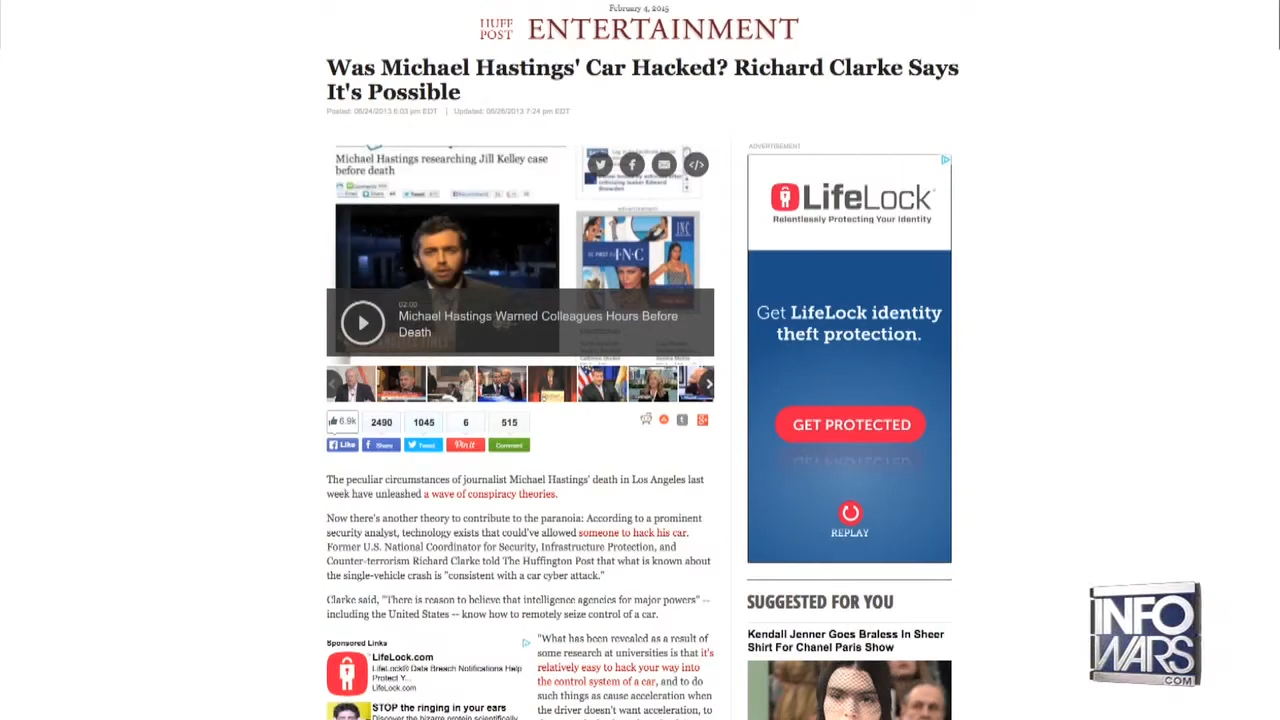 February 4, 2015
HUFF
POST
ENTERTAINMENT
Was Michael Hastings' Car Hacked? Richard Clarke Says
It's Possible
Posted: 06/24/2013 6:03 pm EDT | Updated: 06/26/2013 7:24 pm EDT
Michael Hastings researching Jill Kelley case
before death
02:00
Michael Hastings Warned Colleagues Hours Before
Death
6.9k
2490
1045
6
515
Like
Share
Tweet
Pin it
Comment
The peculiar circumstances of journalist Michael Hastings' death in Los Angeles last
week have unleashed a wave of conspiracy theories.
Now there's another theory to contribute to the paranoia: According to a prominent
security analyst, technology exists that could've allowed someone to hack his car.
Former U.S. National Coordinator for Security, Infrastructure Protection, and
Counter-terrorism Richard Clarke told The Huffington Post that what is known about
the single-vehicle crash is "consistent with a car cyber attack."
Clarke said, "There is reason to believe that intelligence agencies for major powers" --
including the United States -- know how to remotely seize control of a car.
Sponsored Links
LifeLock.com
LifeLock® Data Breach Notifications Help
Protect Y...
LifeLock.com
STOP the ringing in your ears
Discover the bizarre protein scientifically
"What has been revealed as a result of
some research at universities is that it's
relatively easy to hack your way into
the control system of a car, and to do
such things as cause acceleration when
the driver doesn't want acceleration, to
ADVERTISEMENT
LifeLock
Relentlessly Protecting Your Identity
Get LifeLock identity
theft protection.
GET PROTECTED
REPLAY
SUGGESTED FOR YOU
Kendall Jenner Goes Braless In Sheer
Shirt For Chanel Paris Show
INFO
WARS
.COM